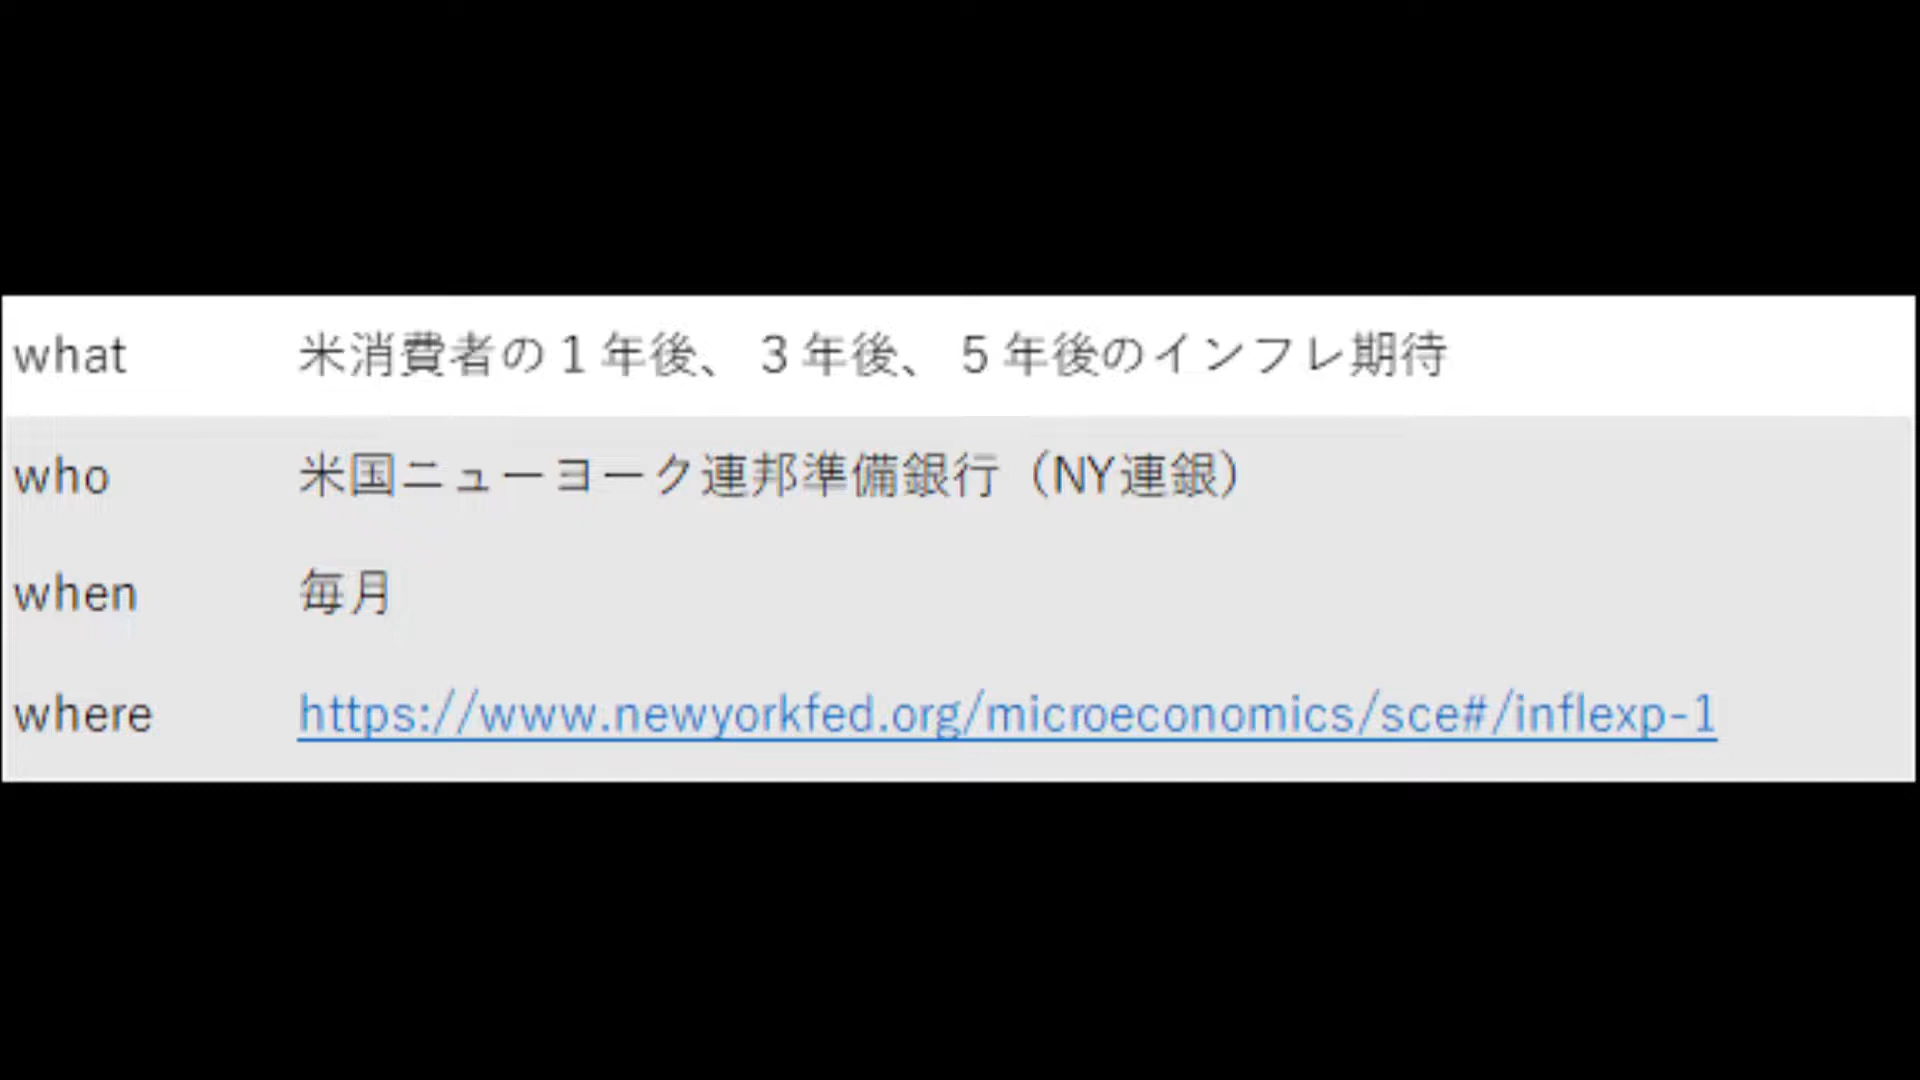 what 米消費者の1年後、3年後、5年後のインフレ期待
who 米国ニューヨーク連邦準備銀行（NY連銀）
when 毎月
where https://www.newyorkfed.org/microeconomics/sce#/inflexp-1